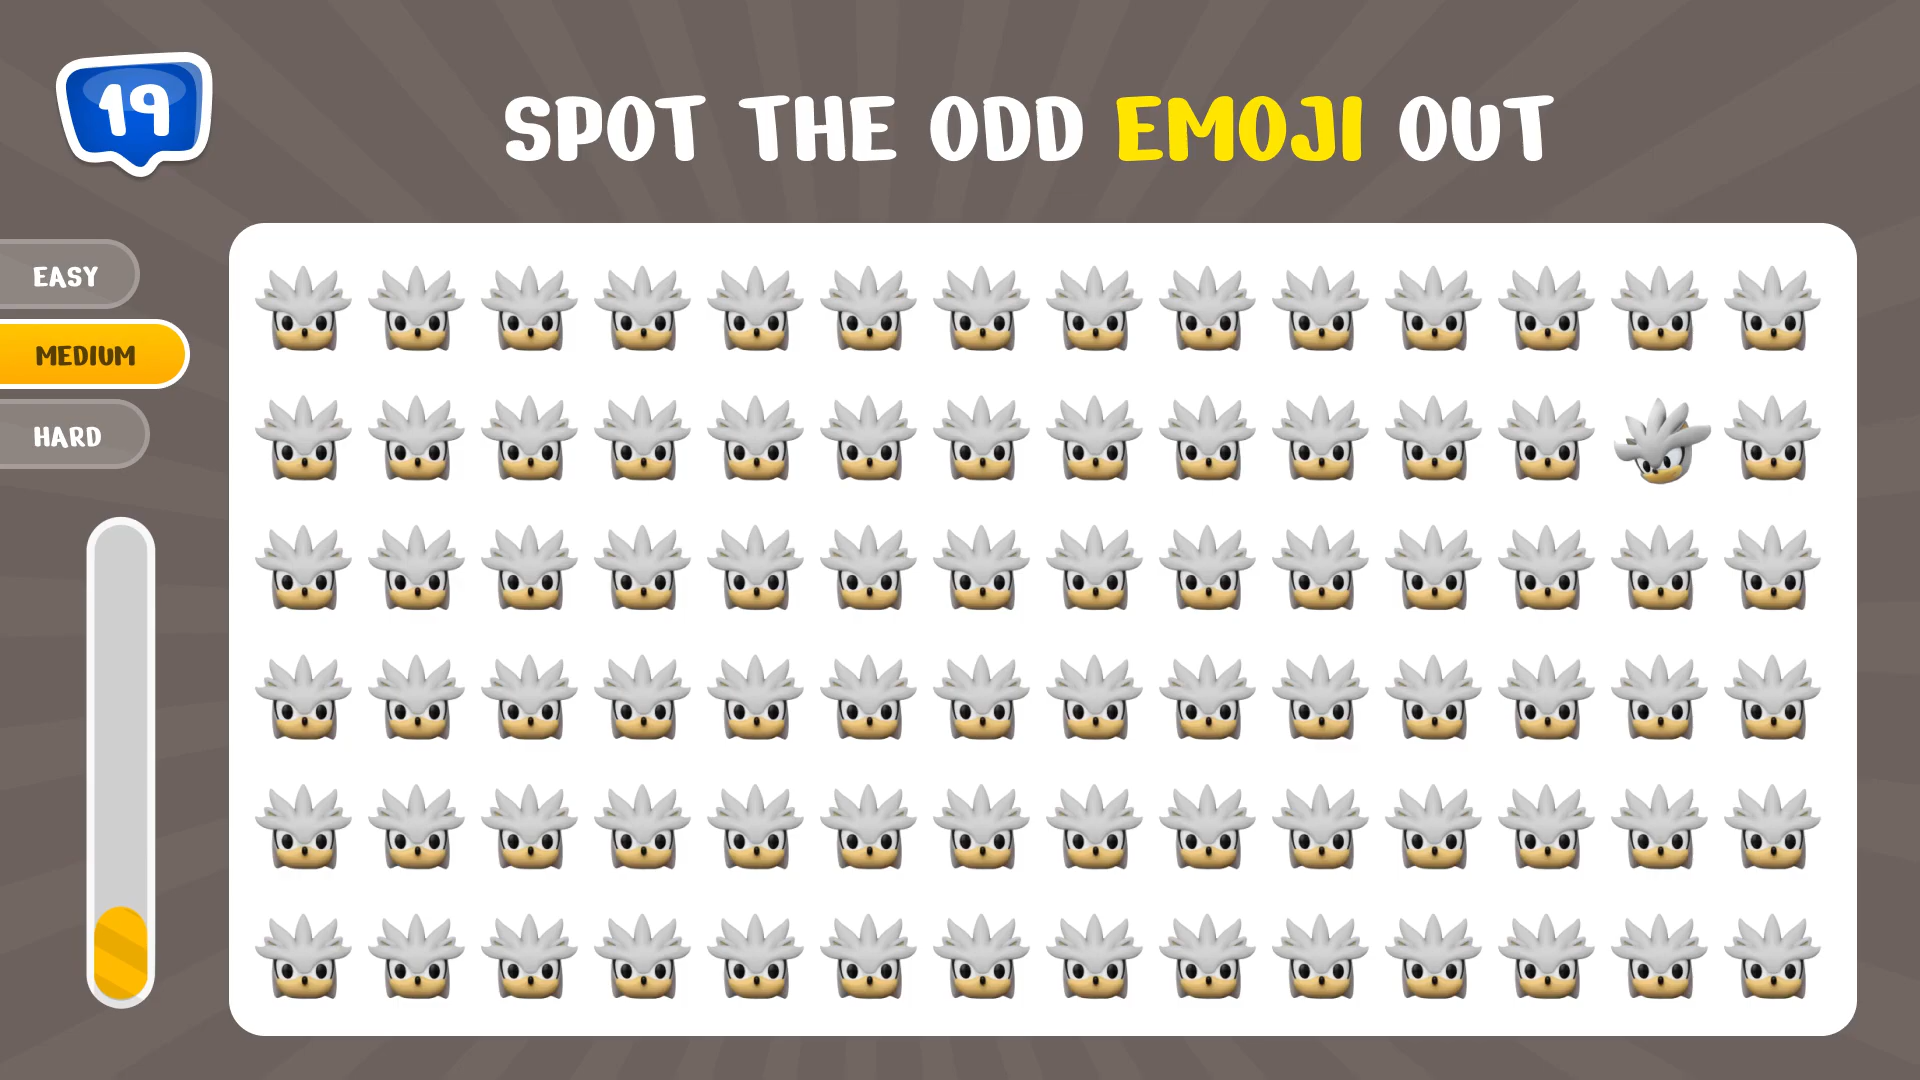 19
SPOT THE ODD EMOJI OUT
EASY
MEDIUM
HARD